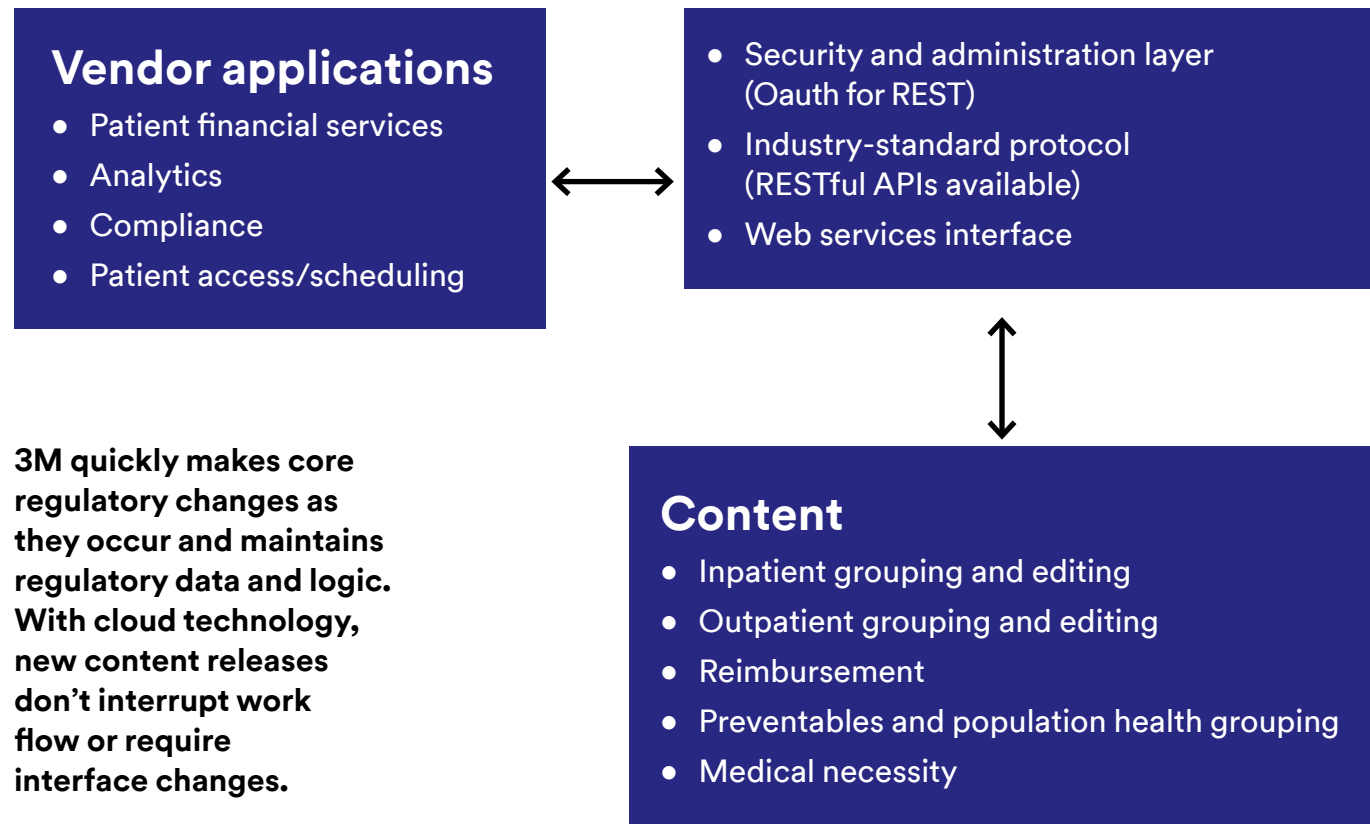 Vendor applications
● Patient financial services
● Analytics
● Compliance
● Patient access/scheduling
● Security and administration layer
(Oauth for REST)
● Industry-standard protocol
(RESTful APIs available)
● Web services interface
3M quickly makes core
regulatory changes as
they occur and maintains
regulatory data and logic.
With cloud technology,
new content releases
don’t interrupt work
flow or require
interface changes.
Content
● Inpatient grouping and editing
● Outpatient grouping and editing
● Reimbursement
● Preventables and population health grouping
● Medical necessity